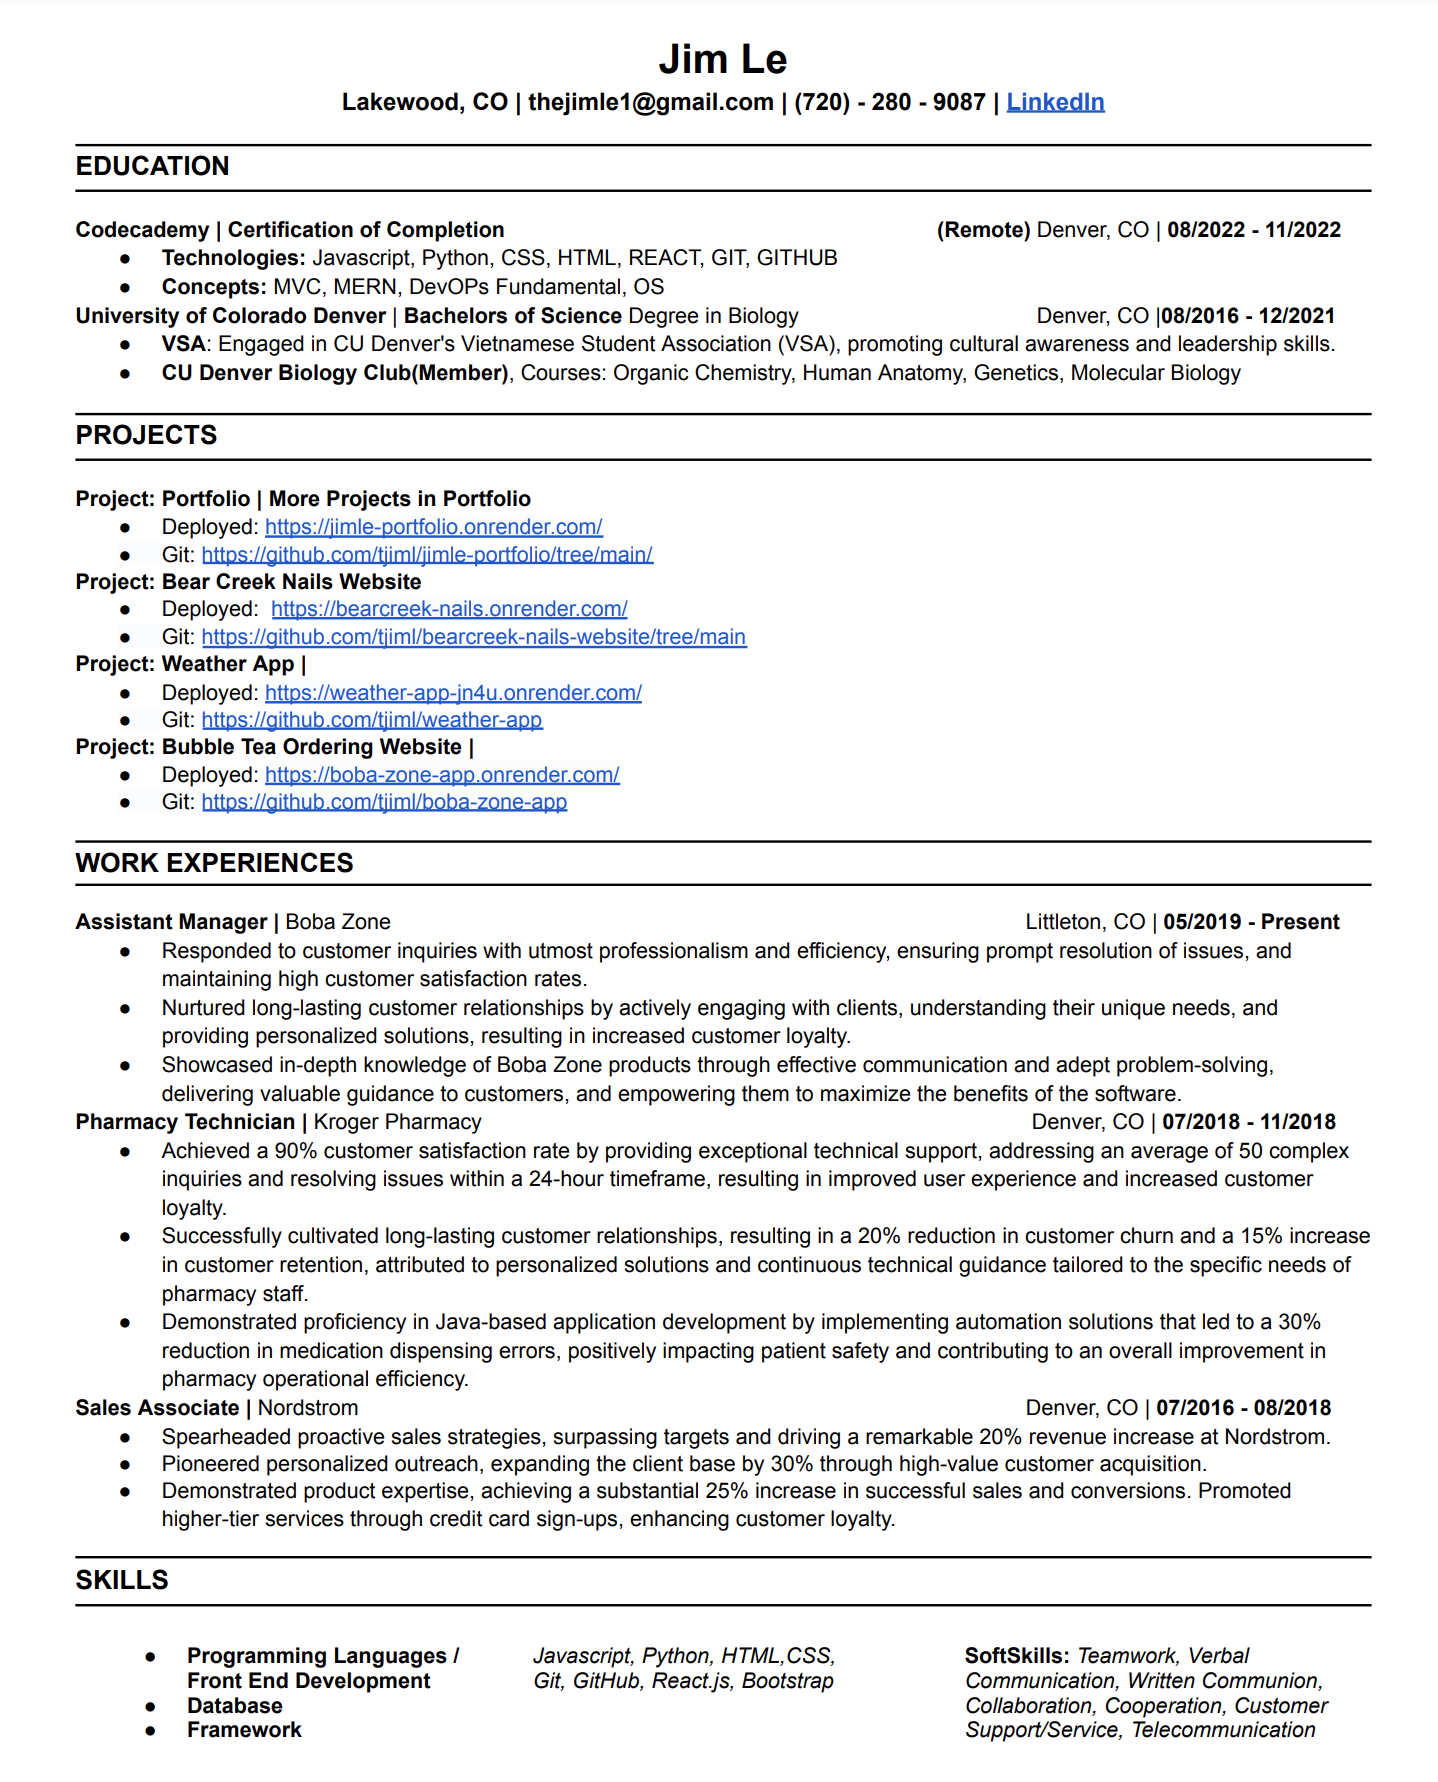 Jim Le
Lakewood, CO | thejimle1@gmail.com | (720) - 280 - 9087 | LinkedIn
EDUCATION
Codecademy | Certification of Completion (Remote) Denver, CO | 08/2022 - 11/2022
● Technologies: Javascript, Python, CSS, HTML, REACT, GIT, GITHUB
● Concepts: MVC, MERN, DevOPs Fundamental, OS
University of Colorado Denver | Bachelors of Science Degree in Biology Denver, CO |08/2016 - 12/2021
● VSA: Engaged in CU Denver's Vietnamese Student Association (VSA), promoting cultural awareness and leadership skills.
● CU Denver Biology Club(Member), Courses: Organic Chemistry, Human Anatomy, Genetics, Molecular Biology
PROJECTS
Project: Portfolio | More Projects in Portfolio
● Deployed: https://jimle-portfolio.onrender.com/
● Git: https://github.com/tjiml/jimle-portfolio/tree/main/
Project: Bear Creek Nails Website
● Deployed: https://bearcreek-nails.onrender.com/
● Git: https://github.com/tjiml/bearcreek-nails-website/tree/main
Project: Weather App |
● Deployed: https://weather-app-jn4u.onrender.com/
● Git: https://github.com/tjiml/weather-app
Project: Bubble Tea Ordering Website |
● Deployed: https://boba-zone-app.onrender.com/
● Git: https://github.com/tjiml/boba-zone-app
WORK EXPERIENCES
Assistant Manager | Boba Zone Littleton, CO | 05/2019 - Present
● Responded to customer inquiries with utmost professionalism and efficiency, ensuring prompt resolution of issues, and
maintaining high customer satisfaction rates.
● Nurtured long-lasting customer relationships by actively engaging with clients, understanding their unique needs, and
providing personalized solutions, resulting in increased customer loyalty.
● Showcased in-depth knowledge of Boba Zone products through effective communication and adept problem-solving,
delivering valuable guidance to customers, and empowering them to maximize the benefits of the software.
Pharmacy Technician | Kroger Pharmacy Denver, CO | 07/2018 - 11/2018
● Achieved a 90% customer satisfaction rate by providing exceptional technical support, addressing an average of 50 complex
inquiries and resolving issues within a 24-hour timeframe, resulting in improved user experience and increased customer
loyalty.
● Successfully cultivated long-lasting customer relationships, resulting in a 20% reduction in customer churn and a 15% increase
in customer retention, attributed to personalized solutions and continuous technical guidance tailored to the specific needs of
pharmacy staff.
● Demonstrated proficiency in Java-based application development by implementing automation solutions that led to a 30%
reduction in medication dispensing errors, positively impacting patient safety and contributing to an overall improvement in
pharmacy operational efficiency.
Sales Associate | Nordstrom Denver, CO | 07/2016 - 08/2018
● Spearheaded proactive sales strategies, surpassing targets and driving a remarkable 20% revenue increase at Nordstrom.
● Pioneered personalized outreach, expanding the client base by 30% through high-value customer acquisition.
● Demonstrated product expertise, achieving a substantial 25% increase in successful sales and conversions. Promoted
higher-tier services through credit card sign-ups, enhancing customer loyalty.
SKILLS
● Programming Languages /
Front End Development
● Database
● Framework
Javascript, Python, HTML,CSS,
Git, GitHub, React.js, Bootstrap
SoftSkills: Teamwork, Verbal
Communication, Written Communion,
Collaboration, Cooperation, Customer
Support/Service, Telecommunication